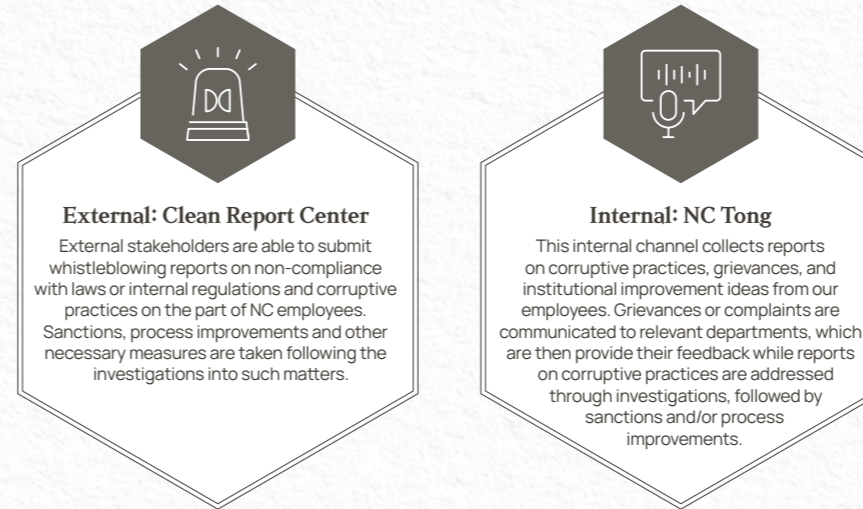 External: Clean Report Center
External stakeholders are able to submit
whistleblowing reports on non-compliance
with laws or internal regulations and corruptive
practices on the part of NC employees.
Sanctions, process improvements and other
necessary measures are taken following the
investigations into such matters.
Internal: NC Tong
This internal channel collects reports
on corruptive practices, grievances, and
institutional improvement ideas from our
employees. Grievances or complaints are
communicated to relevant departments, which
are then provide their feedback while reports
on corruptive practices are addressed
through investigations, followed by
sanctions and/or process
improvements.